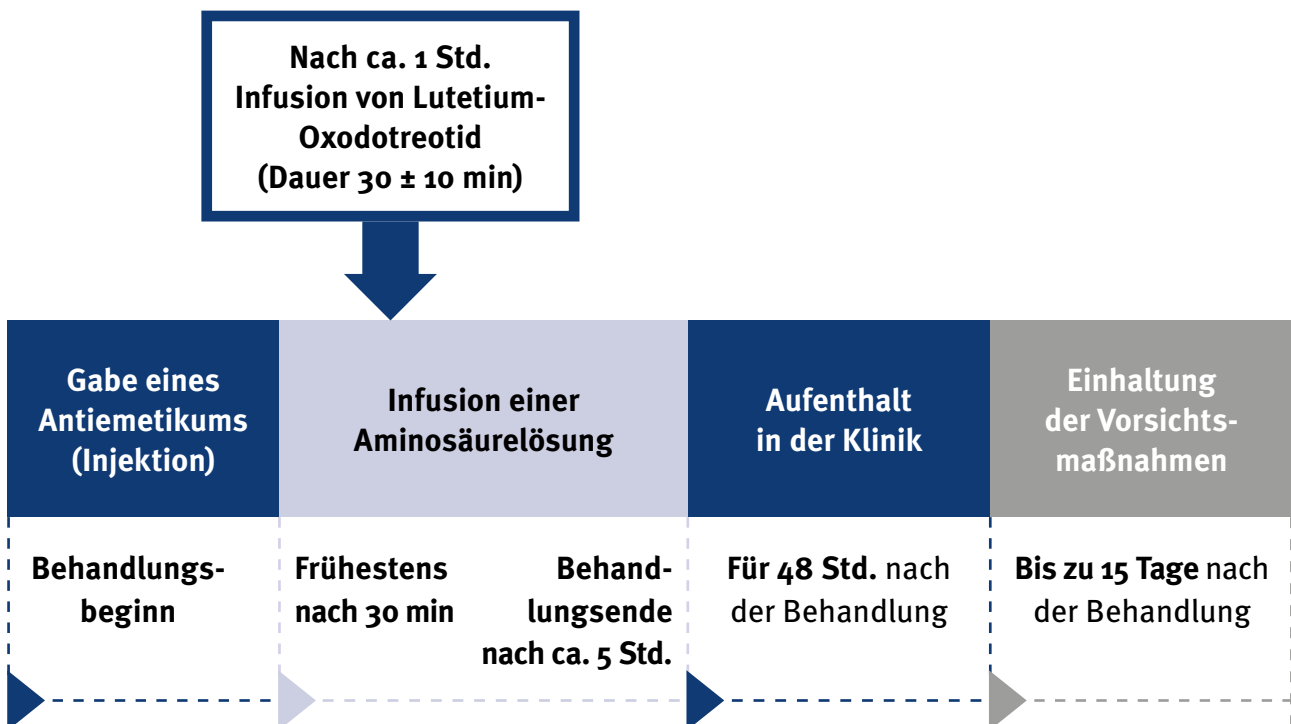 Nach ca. 1 Std.
Infusion von Lutetium-
Oxodotreotid
(Dauer 30 ± 10 min)
Gabe eines
Antiemetikums
(Injektion)
Infusion einer
Aminosäurelösung
Aufenthalt
in der Klinik
Einhaltung
der Vorsichts-
maßnahmen
Behandlungs-
beginn
Frühestens
nach 30 min
Behand-
lungsende
nach ca. 5 Std.
Für 48 Std. nach
der Behandlung
Bis zu 15 Tage nach
der Behandlung